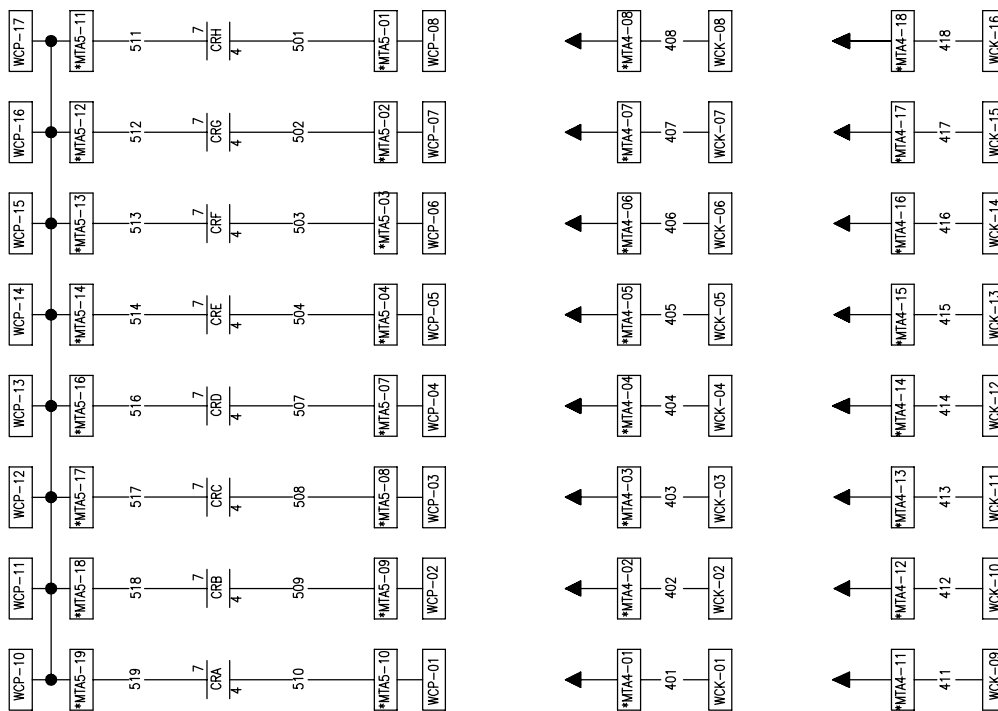 WCP-17
*MTA5-11
511
7
CRH
4
501
*MTA5-01
WCP-08
*MTA4-08
408
WCK-08
*MTA4-18
418
WCK-16
WCP-16
*MTA5-12
512
7
CRG
4
502
*MTA5-02
WCP-07
*MTA4-07
407
WCK-07
*MTA4-17
417
WCK-15
WCP-15
*MTA5-13
513
7
CRF
4
503
*MTA5-03
WCP-06
*MTA4-06
406
WCK-06
*MTA4-16
416
WCK-14
WCP-14
*MTA5-14
514
7
CRE
4
504
*MTA5-04
WCP-05
*MTA4-05
405
WCK-05
*MTA4-15
415
WCK-13
WCP-13
*MTA5-16
516
7
CRD
4
507
*MTA5-07
WCP-04
*MTA4-04
404
WCK-04
*MTA4-14
414
WCK-12
WCP-12
*MTA5-17
517
7
CRC
4
508
*MTA5-08
WCP-03
*MTA4-03
403
WCK-03
*MTA4-13
413
WCK-11
WCP-11
*MTA5-18
518
7
CRB
4
509
*MTA5-09
WCP-02
*MTA4-02
402
WCK-02
*MTA4-12
412
WCK-10
WCP-10
*MTA5-19
519
7
CRA
4
510
*MTA5-10
WCP-01
*MTA4-01
401
WCK-01
*MTA4-11
411
WCK-09